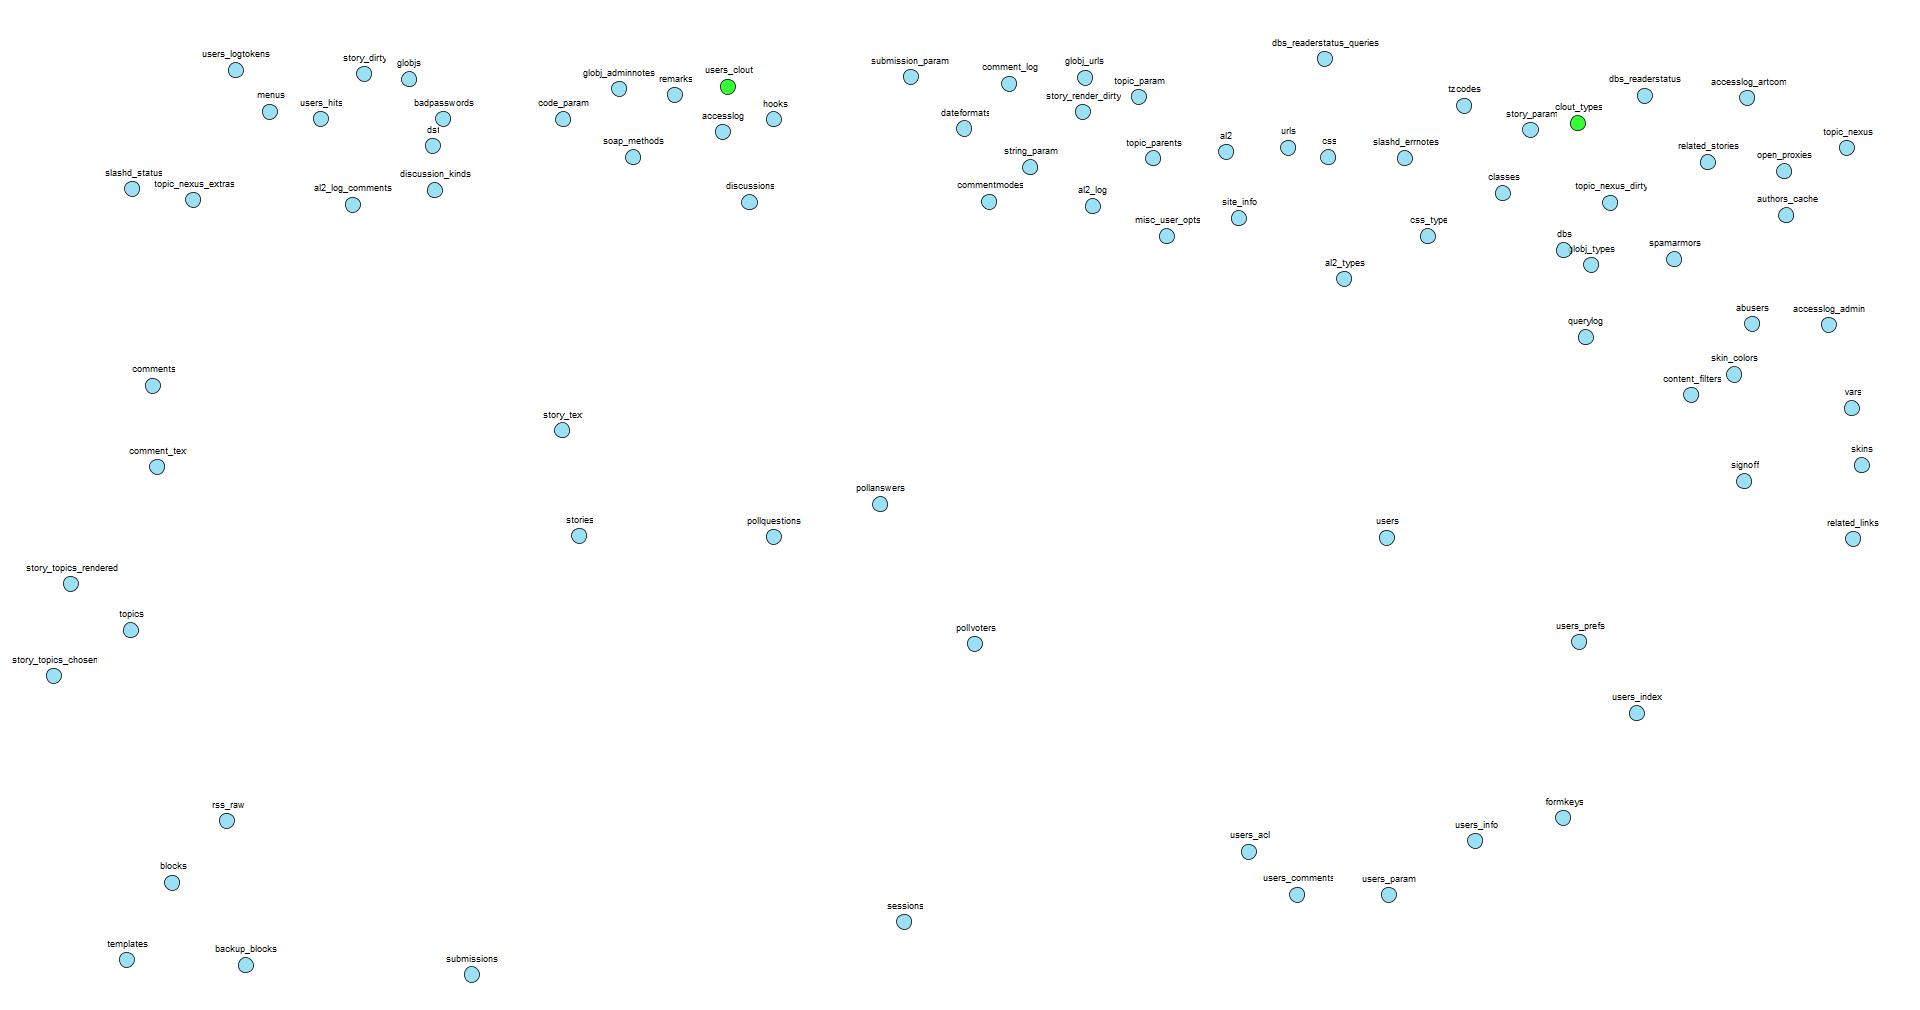 dbs_readerstatus_queries
users_logtokens
story_dirty
globjs
submission_param
comment_log
globj_urls
users_clout
globj_adminnotes
remarks
topic_param
dbs_readerstatus
accesslog_artcom
tzcodes
menus
users_hits
badpasswords
code_param
hooks
story_render_dirty
clout_types
dateformats
accesslog
story_param
dst
soap_methods
topic_parents
al2
urls
css
slashd_errnotes
topic_nexus
string_param
related_stories
open_proxies
slashd_status
topic_nexus_extras
al2_log_comments
discussion_kinds
discussions
commentmodes
al2_log
classes
topic_nexus_dirty
authors_cache
site_info
misc_user_opts
css_type
dbs
globj_types
spamarmors
al2_types
abusers
accesslog_admin
querylog
skin_colors
comments
content_filters
vars
story_tex
comment_tex
skins
signoff
pollanswers
stories
pollquestions
users
related_links
story_topics_rendered
topics
pollvoters
users_prefs
story_topics_chosen
users_index
rss_raw
formkeys
users_acl
users_info
blocks
users_comments
users_param
sessions
templates
backup_blocks
submissions